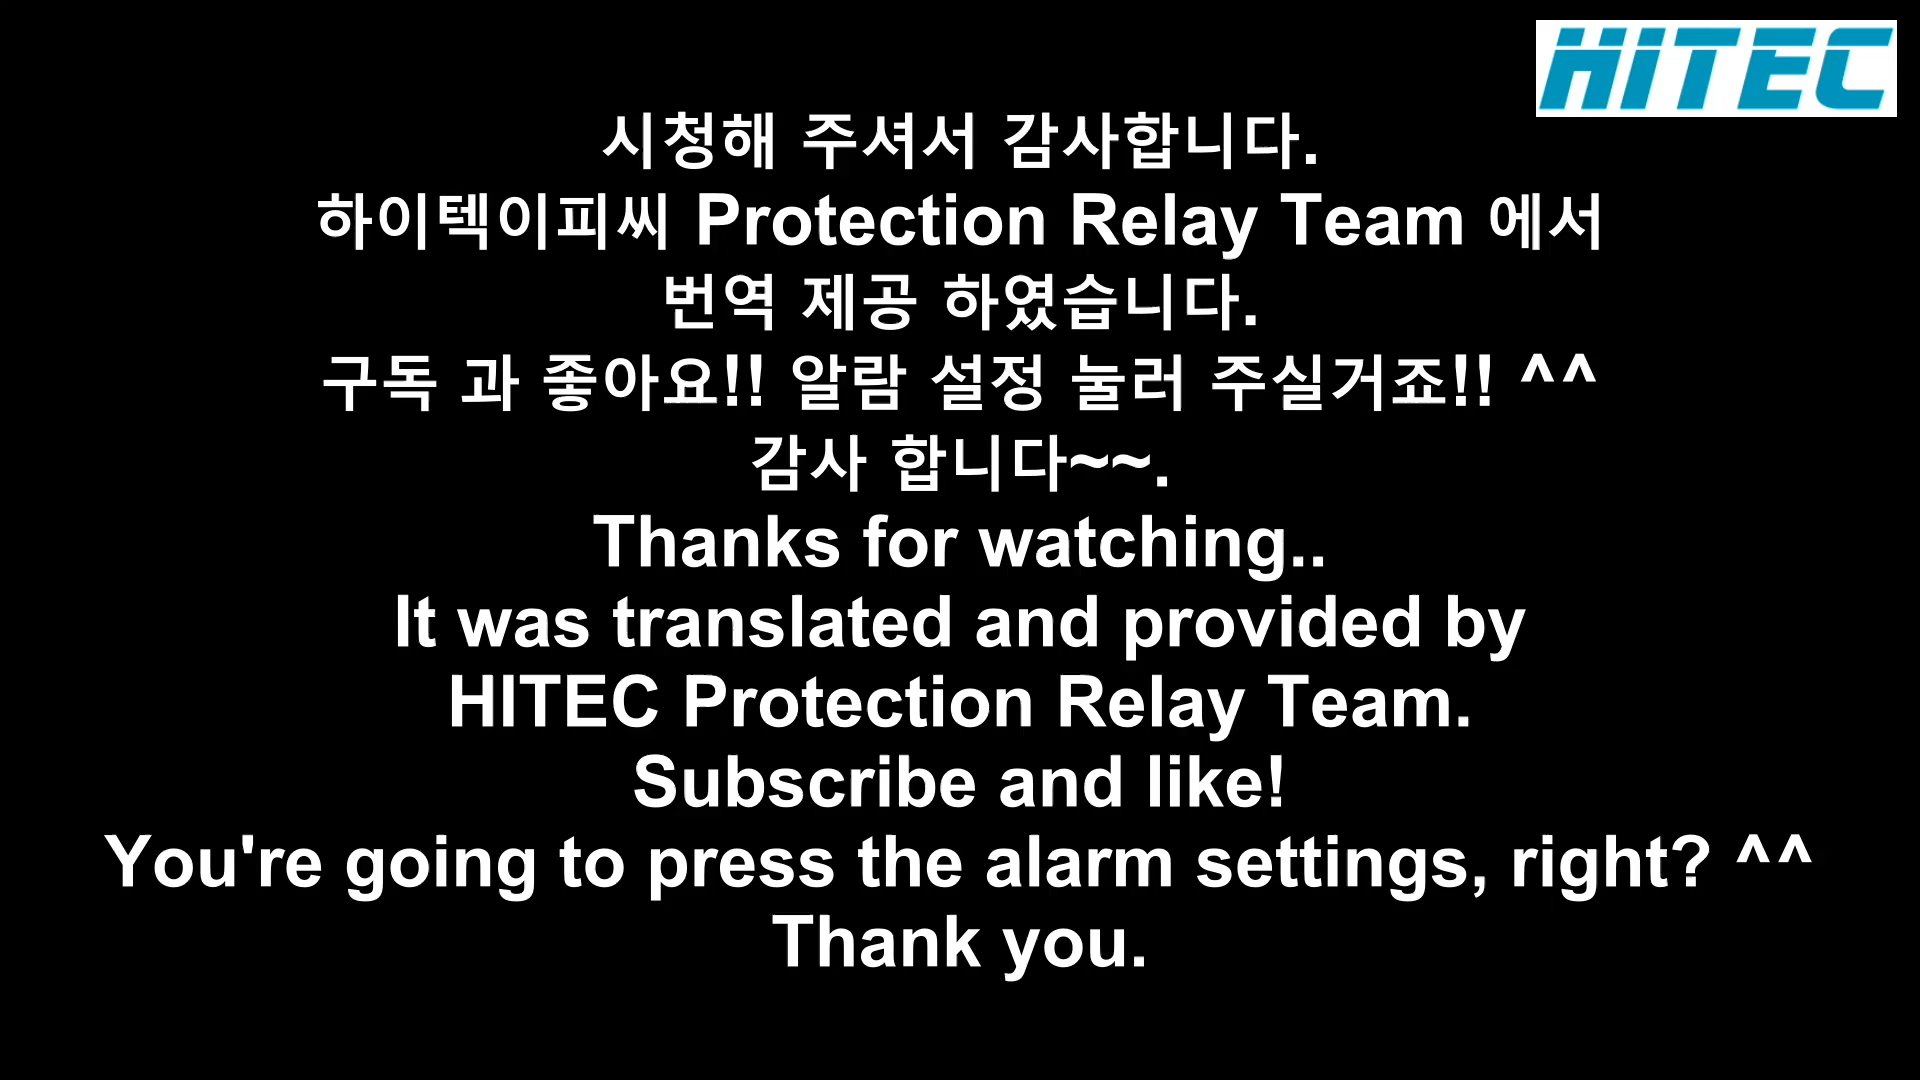 HITEC
시청해 주셔서 감사합니다.
하이텍이피씨 Protection Relay Team 에서
번역 제공 하였습니다.
구독 과 좋아요!! 알람 설정 눌러 주실거죠!! ^^
감사 합니다~~.
Thanks for watching..
It was translated and provided by
HITEC Protection Relay Team.
Subscribe and like!
You're going to press the alarm settings, right? ^^
Thank you.